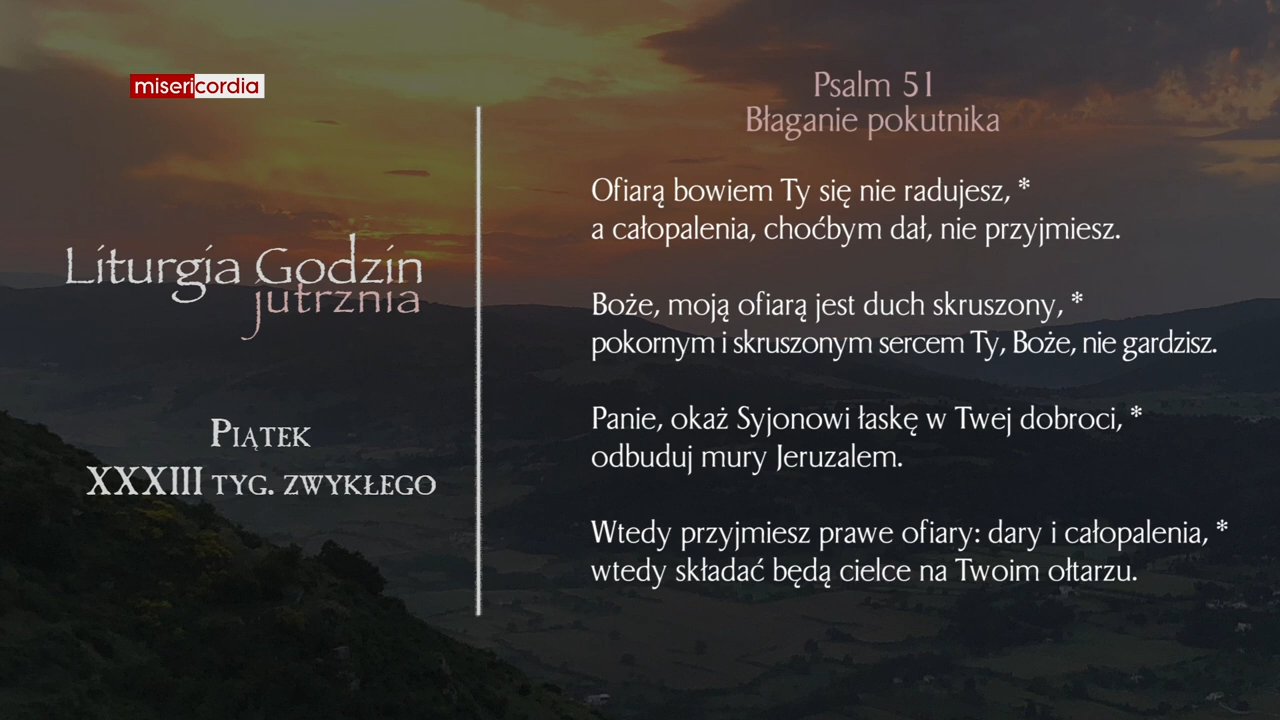 misericordia
Liturgia Godzin
jutrznia
Piątek
XXXIII tyg. zwykłego
Psalm 51
Błaganie pokutnika
Ofiarą bowiem Ty się nie radujesz, *
a całopalenia, choćbym dał, nie przyjmiesz.
Boże, moją ofiarą jest duch skruszony, *
pokornym i skruszonym sercem Ty, Boże, nie gardzisz.
Panie, okaż Syjonowi łaskę w Twej dobroci, *
odbuduj mury Jeruzalem.
Wtedy przyjmiesz prawe ofiary: dary i całopalenia, *
wtedy składać będą cielce na Twoim ołtarzu.